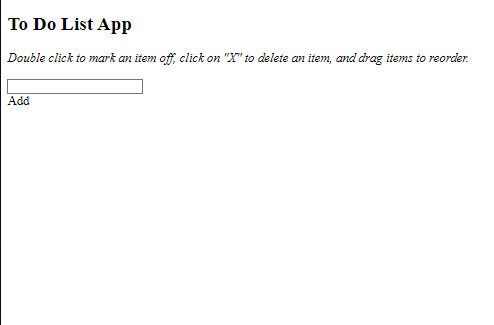 To Do List App
Double click to mark an item off, click on "X" to delete an item, and drag items to reorder.
Add